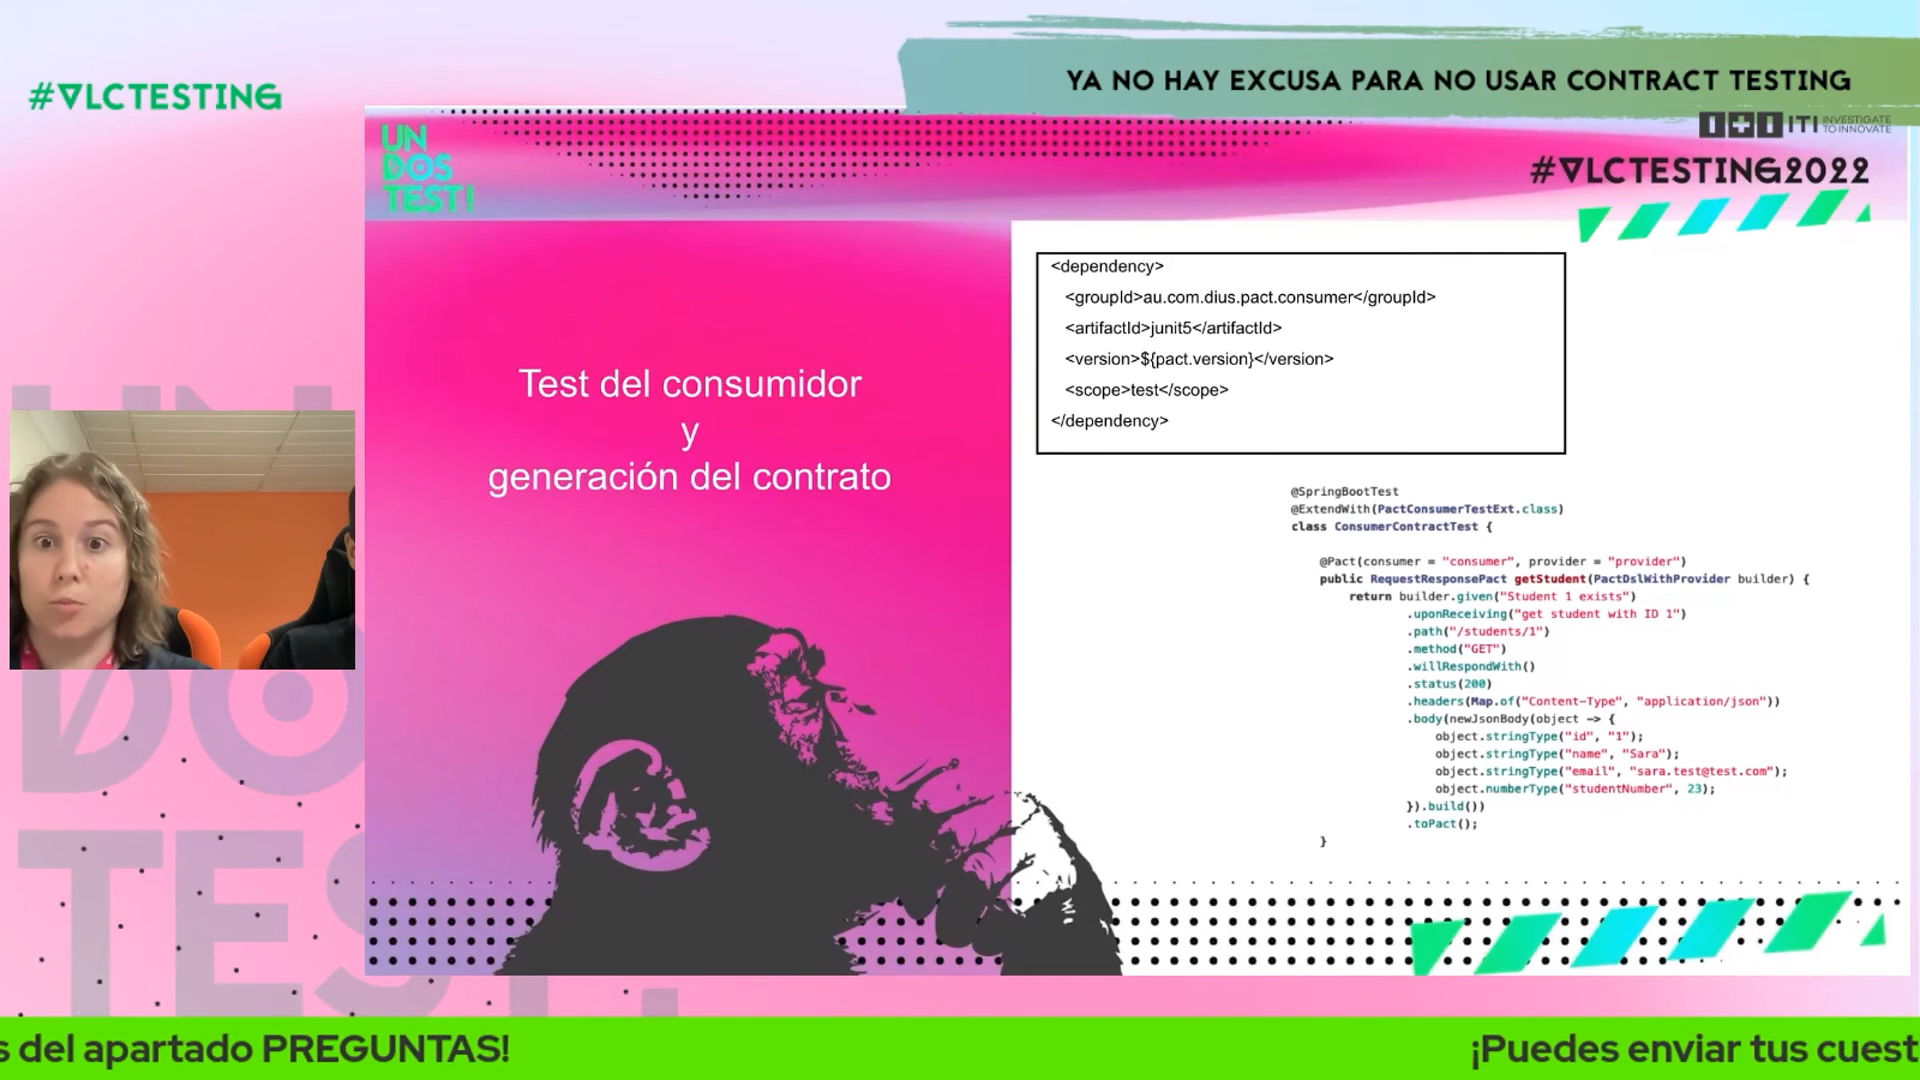 #VLCTESTING
YA NO HAY EXCUSA PARA NO USAR CONTRACT TESTING
ITI INVESTIGATE
TO INNOVATE
#VLCTESTING2022
UN
DOS
TEST!
Test del consumidor
y
generación del contrato
<dependency>
<groupId>au.com.dius.pact.consumer</groupId>
<artifactId>junit5</artifactId>
<version>${pact.version}</version>
<scope>test</scope>
</dependency>
@SpringBootTest
@ExtendWith(PactConsumerTestExt.class)
class ConsumerContractTest {
@Pact(consumer = "consumer", provider = "provider")
public RequestResponsePact getStudent(PactDslWithProvider builder) {
return builder.given("Student 1 exists")
.uponReceiving("get student with ID 1")
.path("/students/1")
.method("GET")
.willRespondWith()
.status(200)
.headers(Map.of("Content-Type", "application/json"))
.body(newJsonBody(object -> {
object.stringType("id", "1");
object.stringType("name", "Sara");
object.stringType("email", "sara.test@test.com");
object.numberType("studentNumber", 23);
}).build())
.toPact();
}
UN
DOS
TEST!
s del apartado PREGUNTAS!
¡Puedes enviar tus cuest